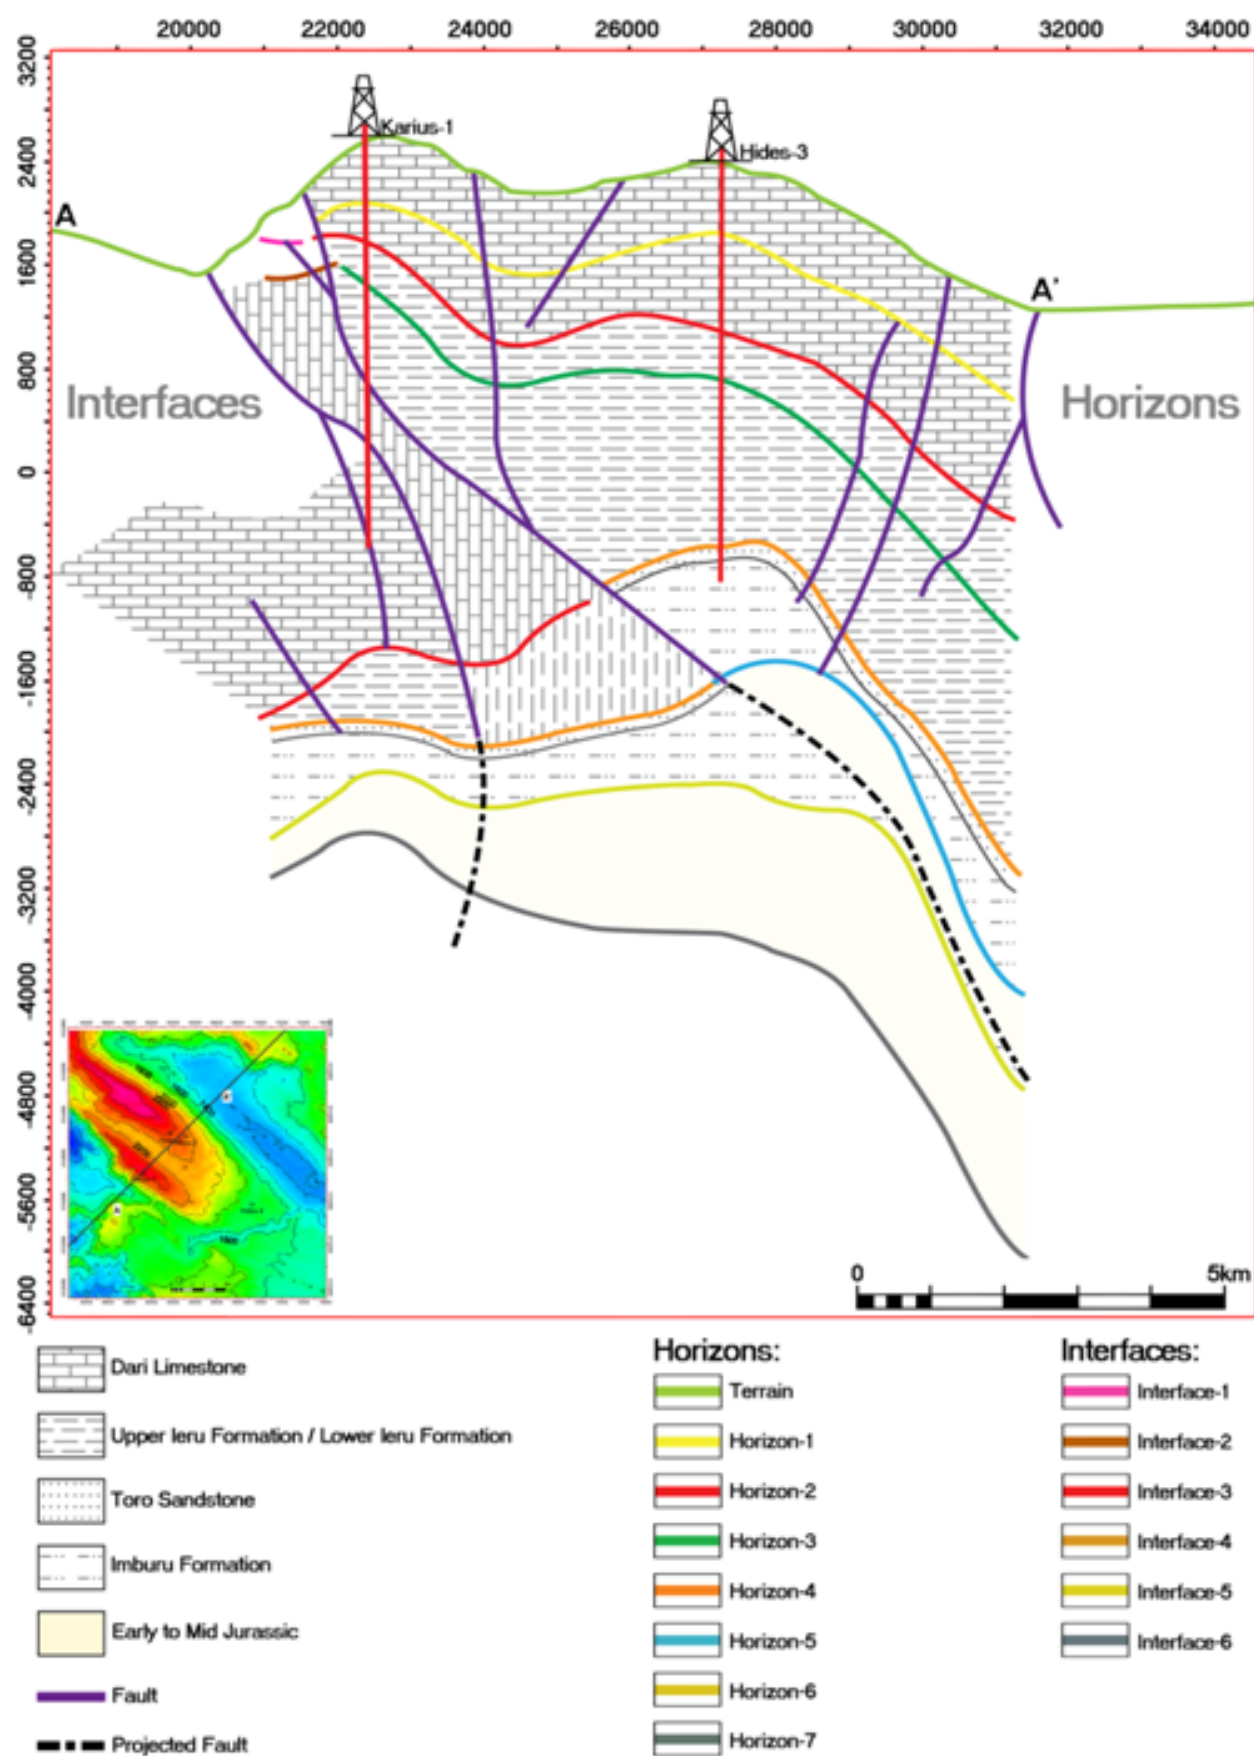 20000 22000 24000 26000 28000 30000 32000 34000
3200
2400
1600
800
0
-800
-1600
-2400
-3200
-4000
-4800
-5600
-6400
Karius-1
Hides-3
A
A'
Interfaces
Horizons
0 5km
Dari Limestone
Upper Ieru Formation / Lower Ieru Formation
Toro Sandstone
Imburu Formation
Early to Mid Jurassic
Fault
Projected Fault
Horizons:
Terrain
Horizon-1
Horizon-2
Horizon-3
Horizon-4
Horizon-5
Horizon-6
Horizon-7
Interfaces:
Interface-1
Interface-2
Interface-3
Interface-4
Interface-5
Interface-6